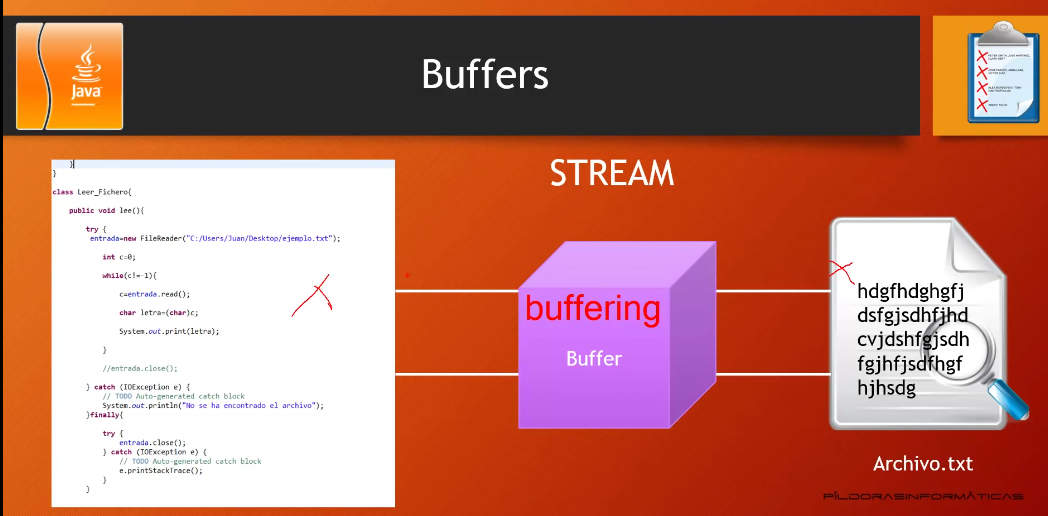 Java
Buffers
STREAM
}
}
class Leer_Fichero{
public void lee(){
try {
entrada=new FileReader("C:/Users/Juan/Desktop/ejemplo.txt");
int c=0;
while(c!=-1){
c=entrada.read();
char letra=(char)c;
System.out.print(letra);
}
//entrada.close();
} catch (IOException e) {
// TODO Auto-generated catch block
System.out.println("No se ha encontrado el archivo");
}finally{
try {
entrada.close();
} catch (IOException e) {
// TODO Auto-generated catch block
e.printStackTrace();
}
}
buffering
Buffer
hdgfhdghgfj
dsfgjsdhfjhd
cvjdshfgjsdh
fgjhfjsdfhgf
hjhsdg
Archivo.txt
PÍLDORASINFORMÁTICAS